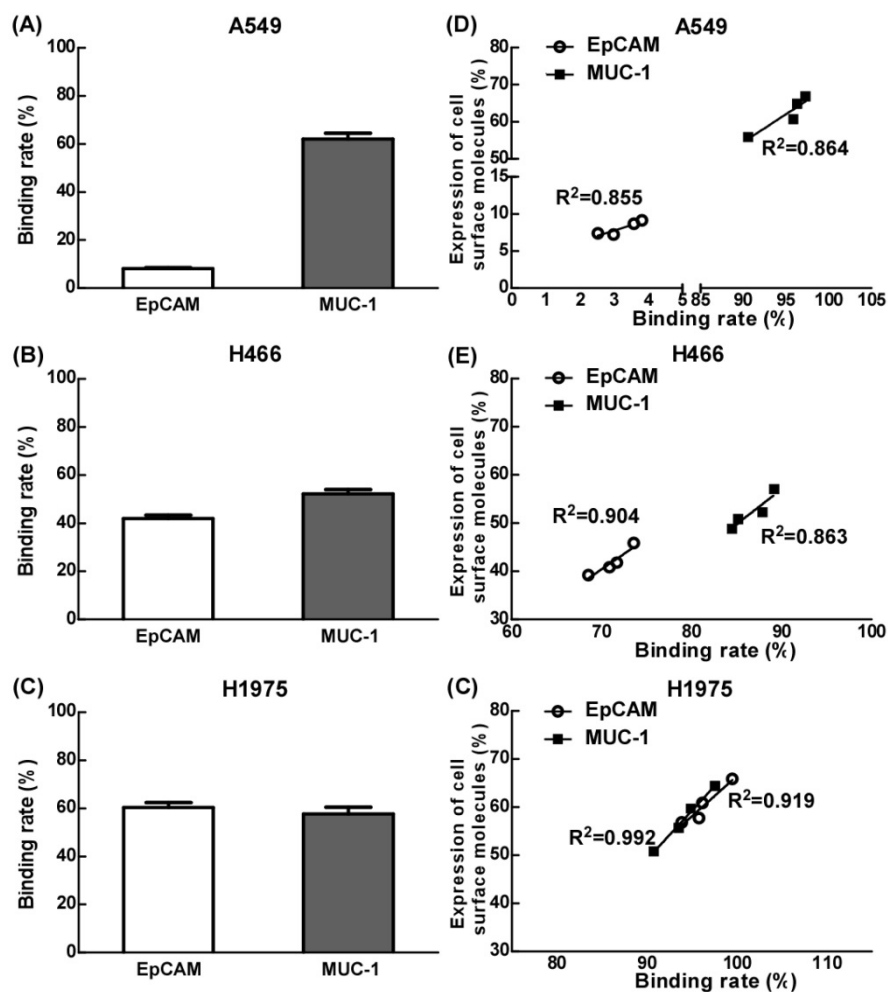 (A)
A549
Binding rate (%)
100
80
60
40
20
0
EpCAM
MUC-1
(D)
A549
EpCAM
MUC-1
Expression of cell
surface molecules (%)
80
70
60
50
15
10
5
0
R²=0.864
R²=0.855
0 1 2 3 4 5 85 90 95 100 105
Binding rate (%)
(B)
H466
Binding rate (%)
100
80
60
40
20
0
EpCAM
MUC-1
(E)
H466
EpCAM
MUC-1
Expression of cell
surface molecules (%)
80
70
60
50
40
30
R²=0.904
R²=0.863
60 70 80 90 100
Binding rate (%)
(C)
H1975
Binding rate (%)
100
80
60
40
20
0
EpCAM
MUC-1
(C)
H1975
EpCAM
MUC-1
Expression of cell
surface molecules (%)
80
70
60
50
40
30
R²=0.919
R²=0.992
80 90 100 110
Binding rate (%)